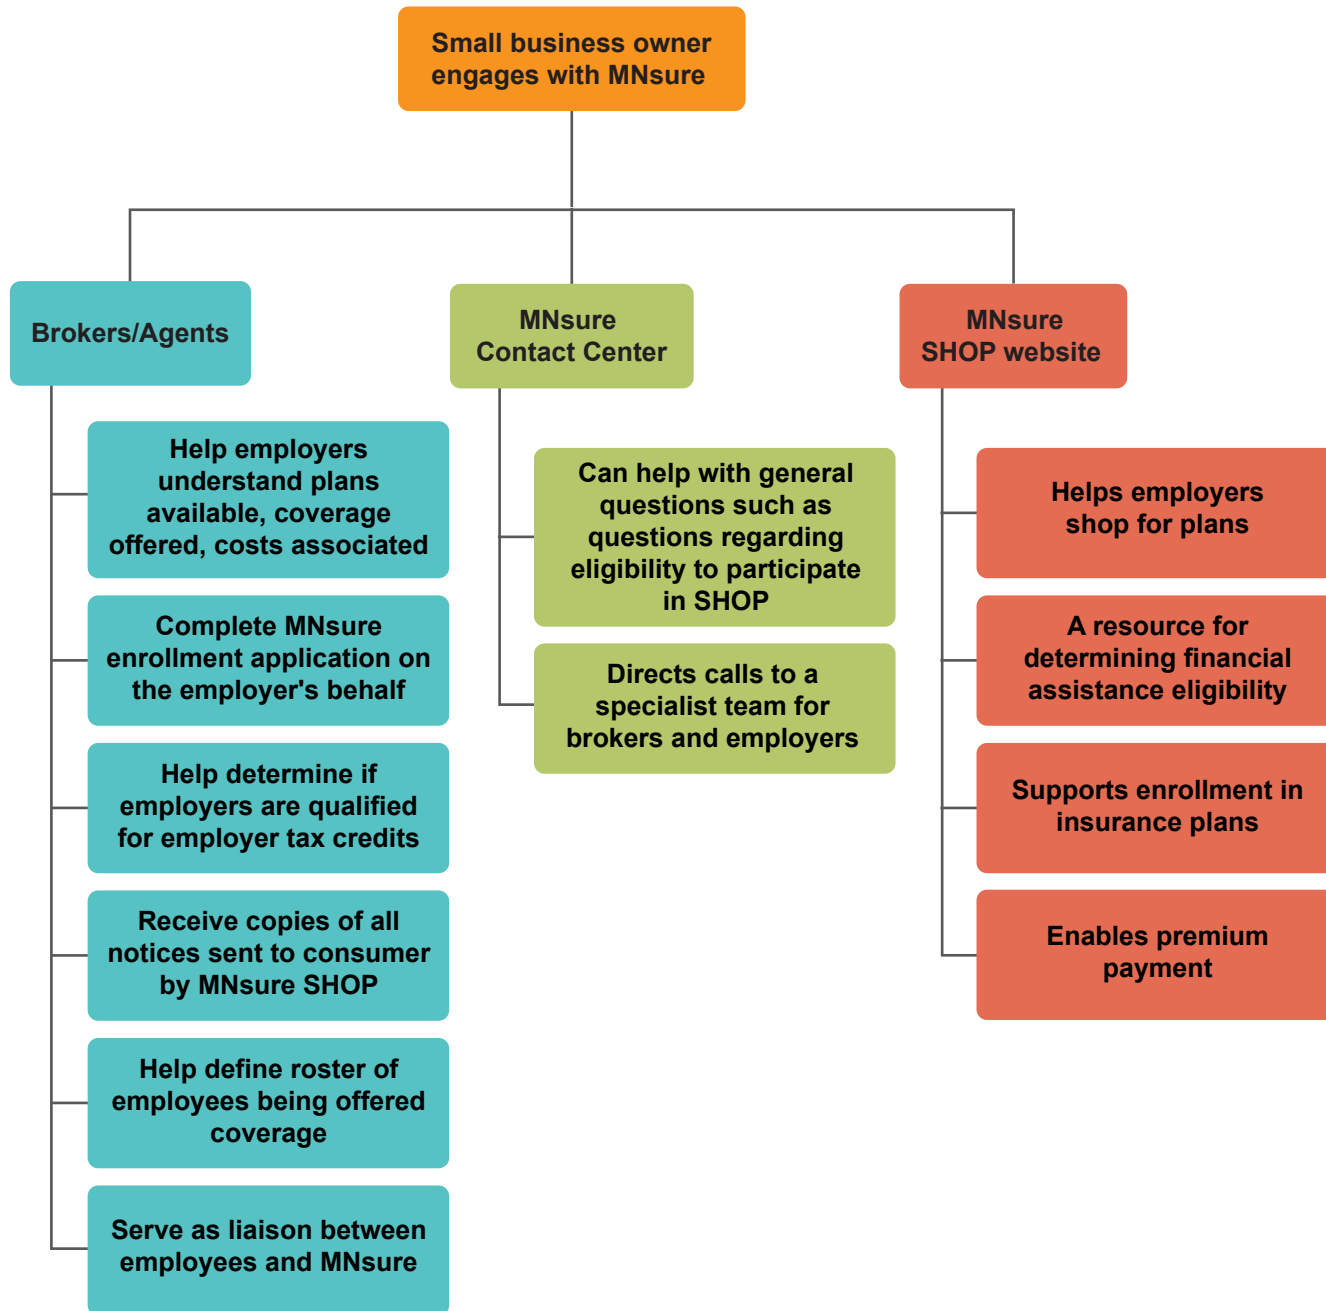 Small business owner
engages with MNsure
Brokers/Agents
Help employers
understand plans
available, coverage
offered, costs associated
Complete MNsure
enrollment application on
the employer's behalf
Help determine if
employers are qualified
for employer tax credits
Receive copies of all
notices sent to consumer
by MNsure SHOP
Help define roster of
employees being offered
coverage
Serve as liaison between
employees and MNsure
MNsure
Contact Center
Can help with general
questions such as
questions regarding
eligibility to participate
in SHOP
Directs calls to a
specialist team for
brokers and employers
MNsure
SHOP website
Helps employers
shop for plans
A resource for
determining financial
assistance eligibility
Supports enrollment in
insurance plans
Enables premium
payment